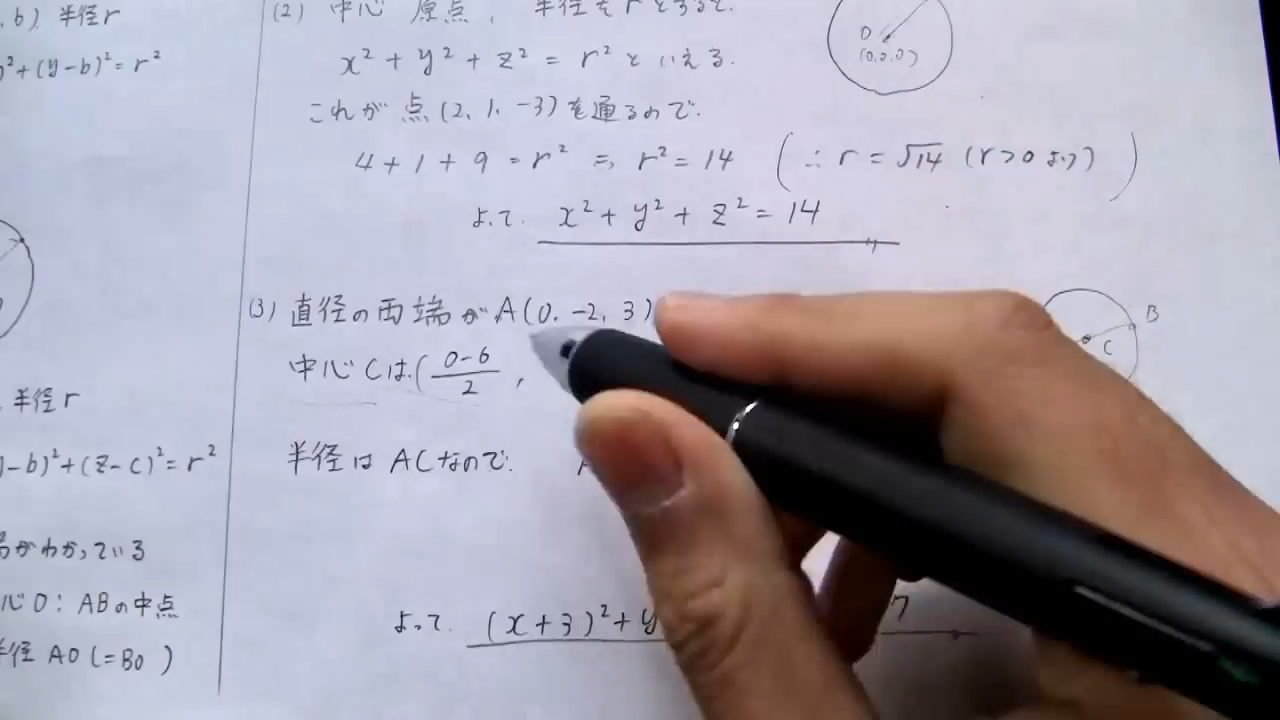 , b), 半径 r
)²+(y-b)²= r²
半径 r
)-b)²+(z-c)²= r²
がわかっている
心O: ABの中点
半径 AO (=BO )
(2) 中心 原点, 半径を r とすると.
x² + y² + z² = r² といえる.
これが 点(2, 1, -3)を通るので.
4 + 1 + 9 = r² ⇒ r² = 14 (∴ r = √14 (r>0 より))
よって. x² + y² + z² = 14
O
(0,0,0)
(3) 直径の両端が A(0, -2, 3)
中心 C は (0-6/2 ,
半径は ACなので.
よって. (x+3)²+ y
7
B
C